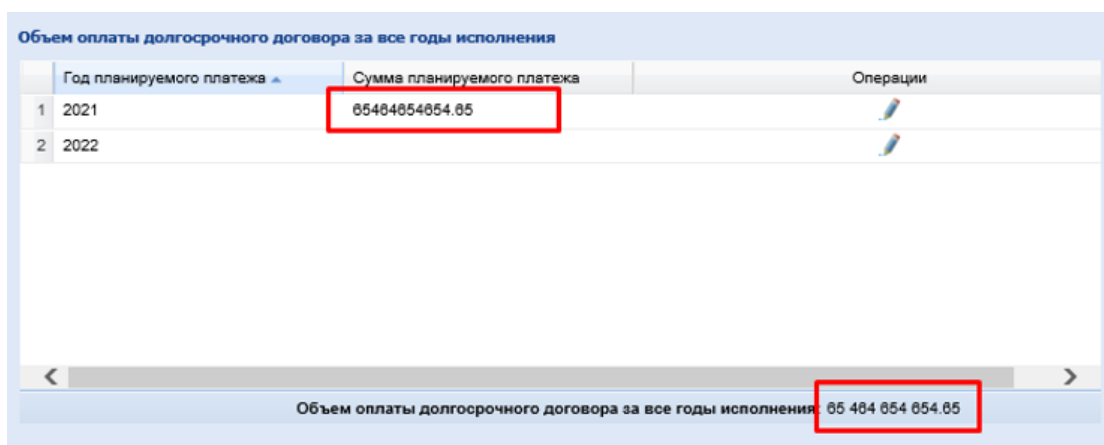 Объем оплаты долгосрочного договора за все годы исполнения
Год планируемого платежа Сумма планируемого платежа Операции
1 2021 65464654654.65
2 2022
Объем оплаты долгосрочного договора за все годы исполнения: 65 464 654 654.65